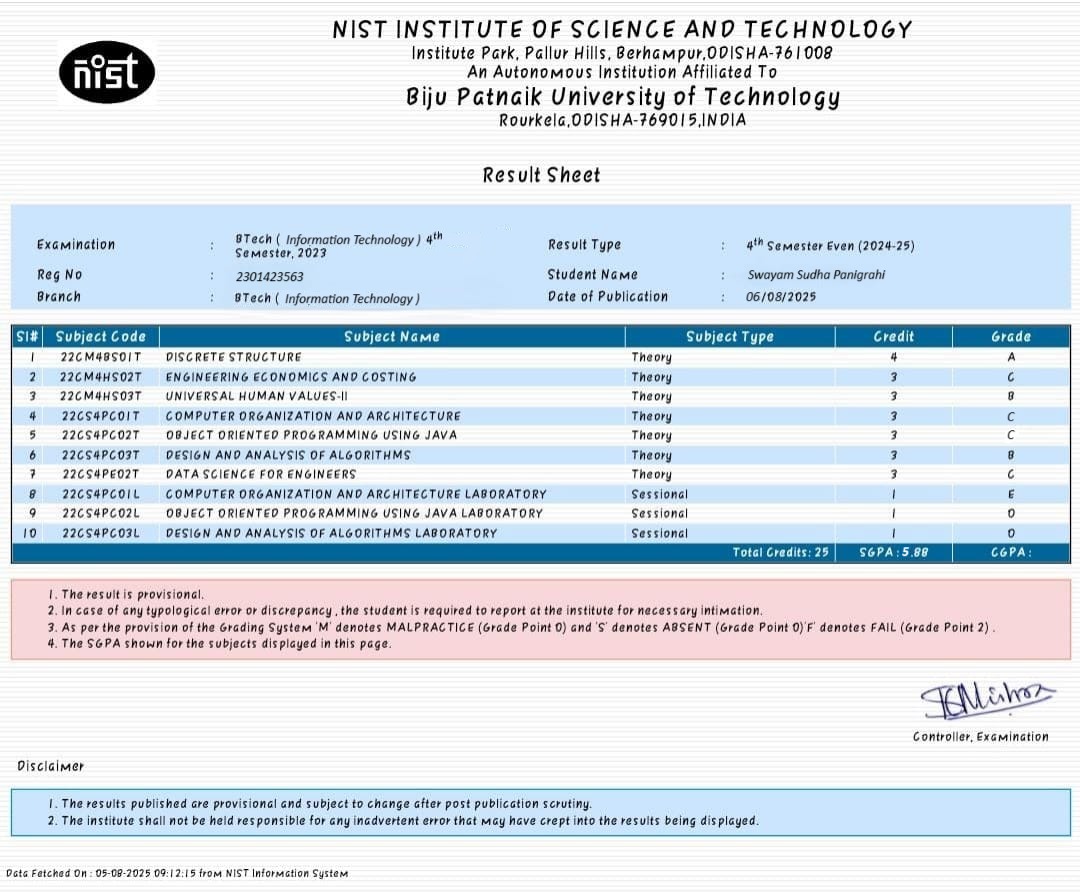 NIST INSTITUTE OF SCIENCE AND TECHNOLOGY
Institute Park, Pallur Hills, Berhampur,ODISHA-761008
nist
An Autonomous Institution Affiliated To
Biju Patnaik University of Technology
Rourkela,ODISHA-769015,INDIA
Result Sheet
Examination : BTech ( Information Technology ) 4th Semester, 2023 Result Type : 4th Semester Even (2024-25)
Reg No : 2301423563 Student Name : Swayam Sudha Panigrahi
Branch : BTech ( Information Technology ) Date of Publication : 06/08/2025
Sl# Subject Code Subject Name Subject Type Credit Grade
1 22CM4BS01T DISCRETE STRUCTURE Theory 4 A
2 22CM4HS02T ENGINEERING ECONOMICS AND COSTING Theory 3 C
3 22CM4HS03T UNIVERSAL HUMAN VALUES-II Theory 3 B
4 22CS4PC01T COMPUTER ORGANIZATION AND ARCHITECTURE Theory 3 C
5 22CS4PC02T OBJECT ORIENTED PROGRAMMING USING JAVA Theory 3 C
6 22CS4PC03T DESIGN AND ANALYSIS OF ALGORITHMS Theory 3 B
7 22CS4PE02T DATA SCIENCE FOR ENGINEERS Theory 3 C
8 22CS4PC01L COMPUTER ORGANIZATION AND ARCHITECTURE LABORATORY Sessional 1 E
9 22CS4PC02L OBJECT ORIENTED PROGRAMMING USING JAVA LABORATORY Sessional 1 O
10 22CS4PC03L DESIGN AND ANALYSIS OF ALGORITHMS LABORATORY Sessional 1 O
Total Credits: 25 SGPA :5.88 CGPA :
1. The result is provisional.
2. In case of any typological error or discrepancy , the student is required to report at the institute for necessary intimation.
3. As per the provision of the Grading System 'M' denotes MALPRACTICE (Grade Point 0) and 'S' denotes ABSENT (Grade Point 0)'F' denotes FAIL (Grade Point 2) .
4. The SGPA shown for the subjects displayed in this page.
Controller, Examination
Disclaimer
1. The results published are provisional and subject to change after post publication scrutiny.
2. The institute shall not be held responsible for any inadvertent error that may have crept into the results being displayed.
Data Fetched On : 05-08-2025 09:12:15 from NIST Information System